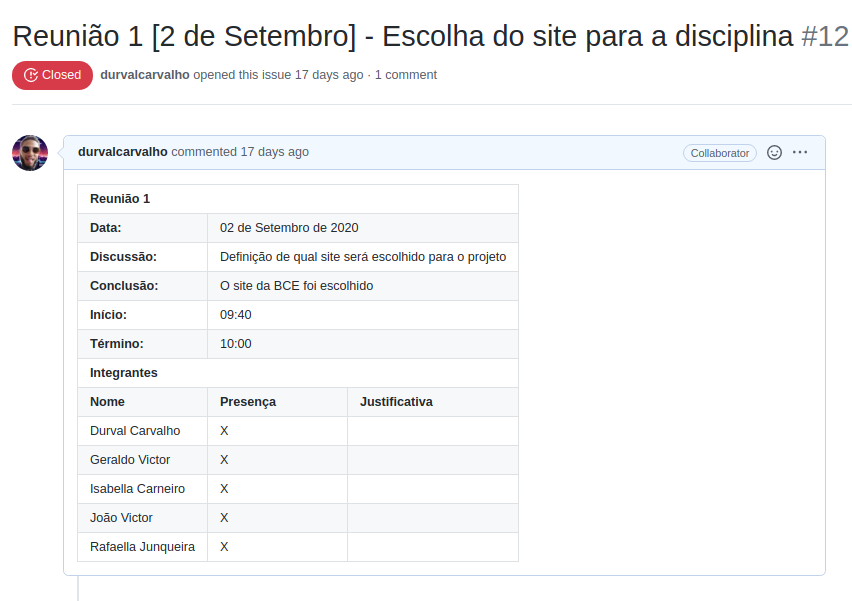 Reunião 1 [2 de Setembro] - Escolha do site para a disciplina #12
Closed durvalcarvalho opened this issue 17 days ago · 1 comment
durvalcarvalho commented 17 days ago Collaborator
Reunião 1
Data: 02 de Setembro de 2020
Discussão: Definição de qual site será escolhido para o projeto
Conclusão: O site da BCE foi escolhido
Início: 09:40
Término: 10:00
Integrantes
Nome Presença Justificativa
Durval Carvalho X
Geraldo Victor X
Isabella Carneiro X
João Victor X
Rafaella Junqueira X